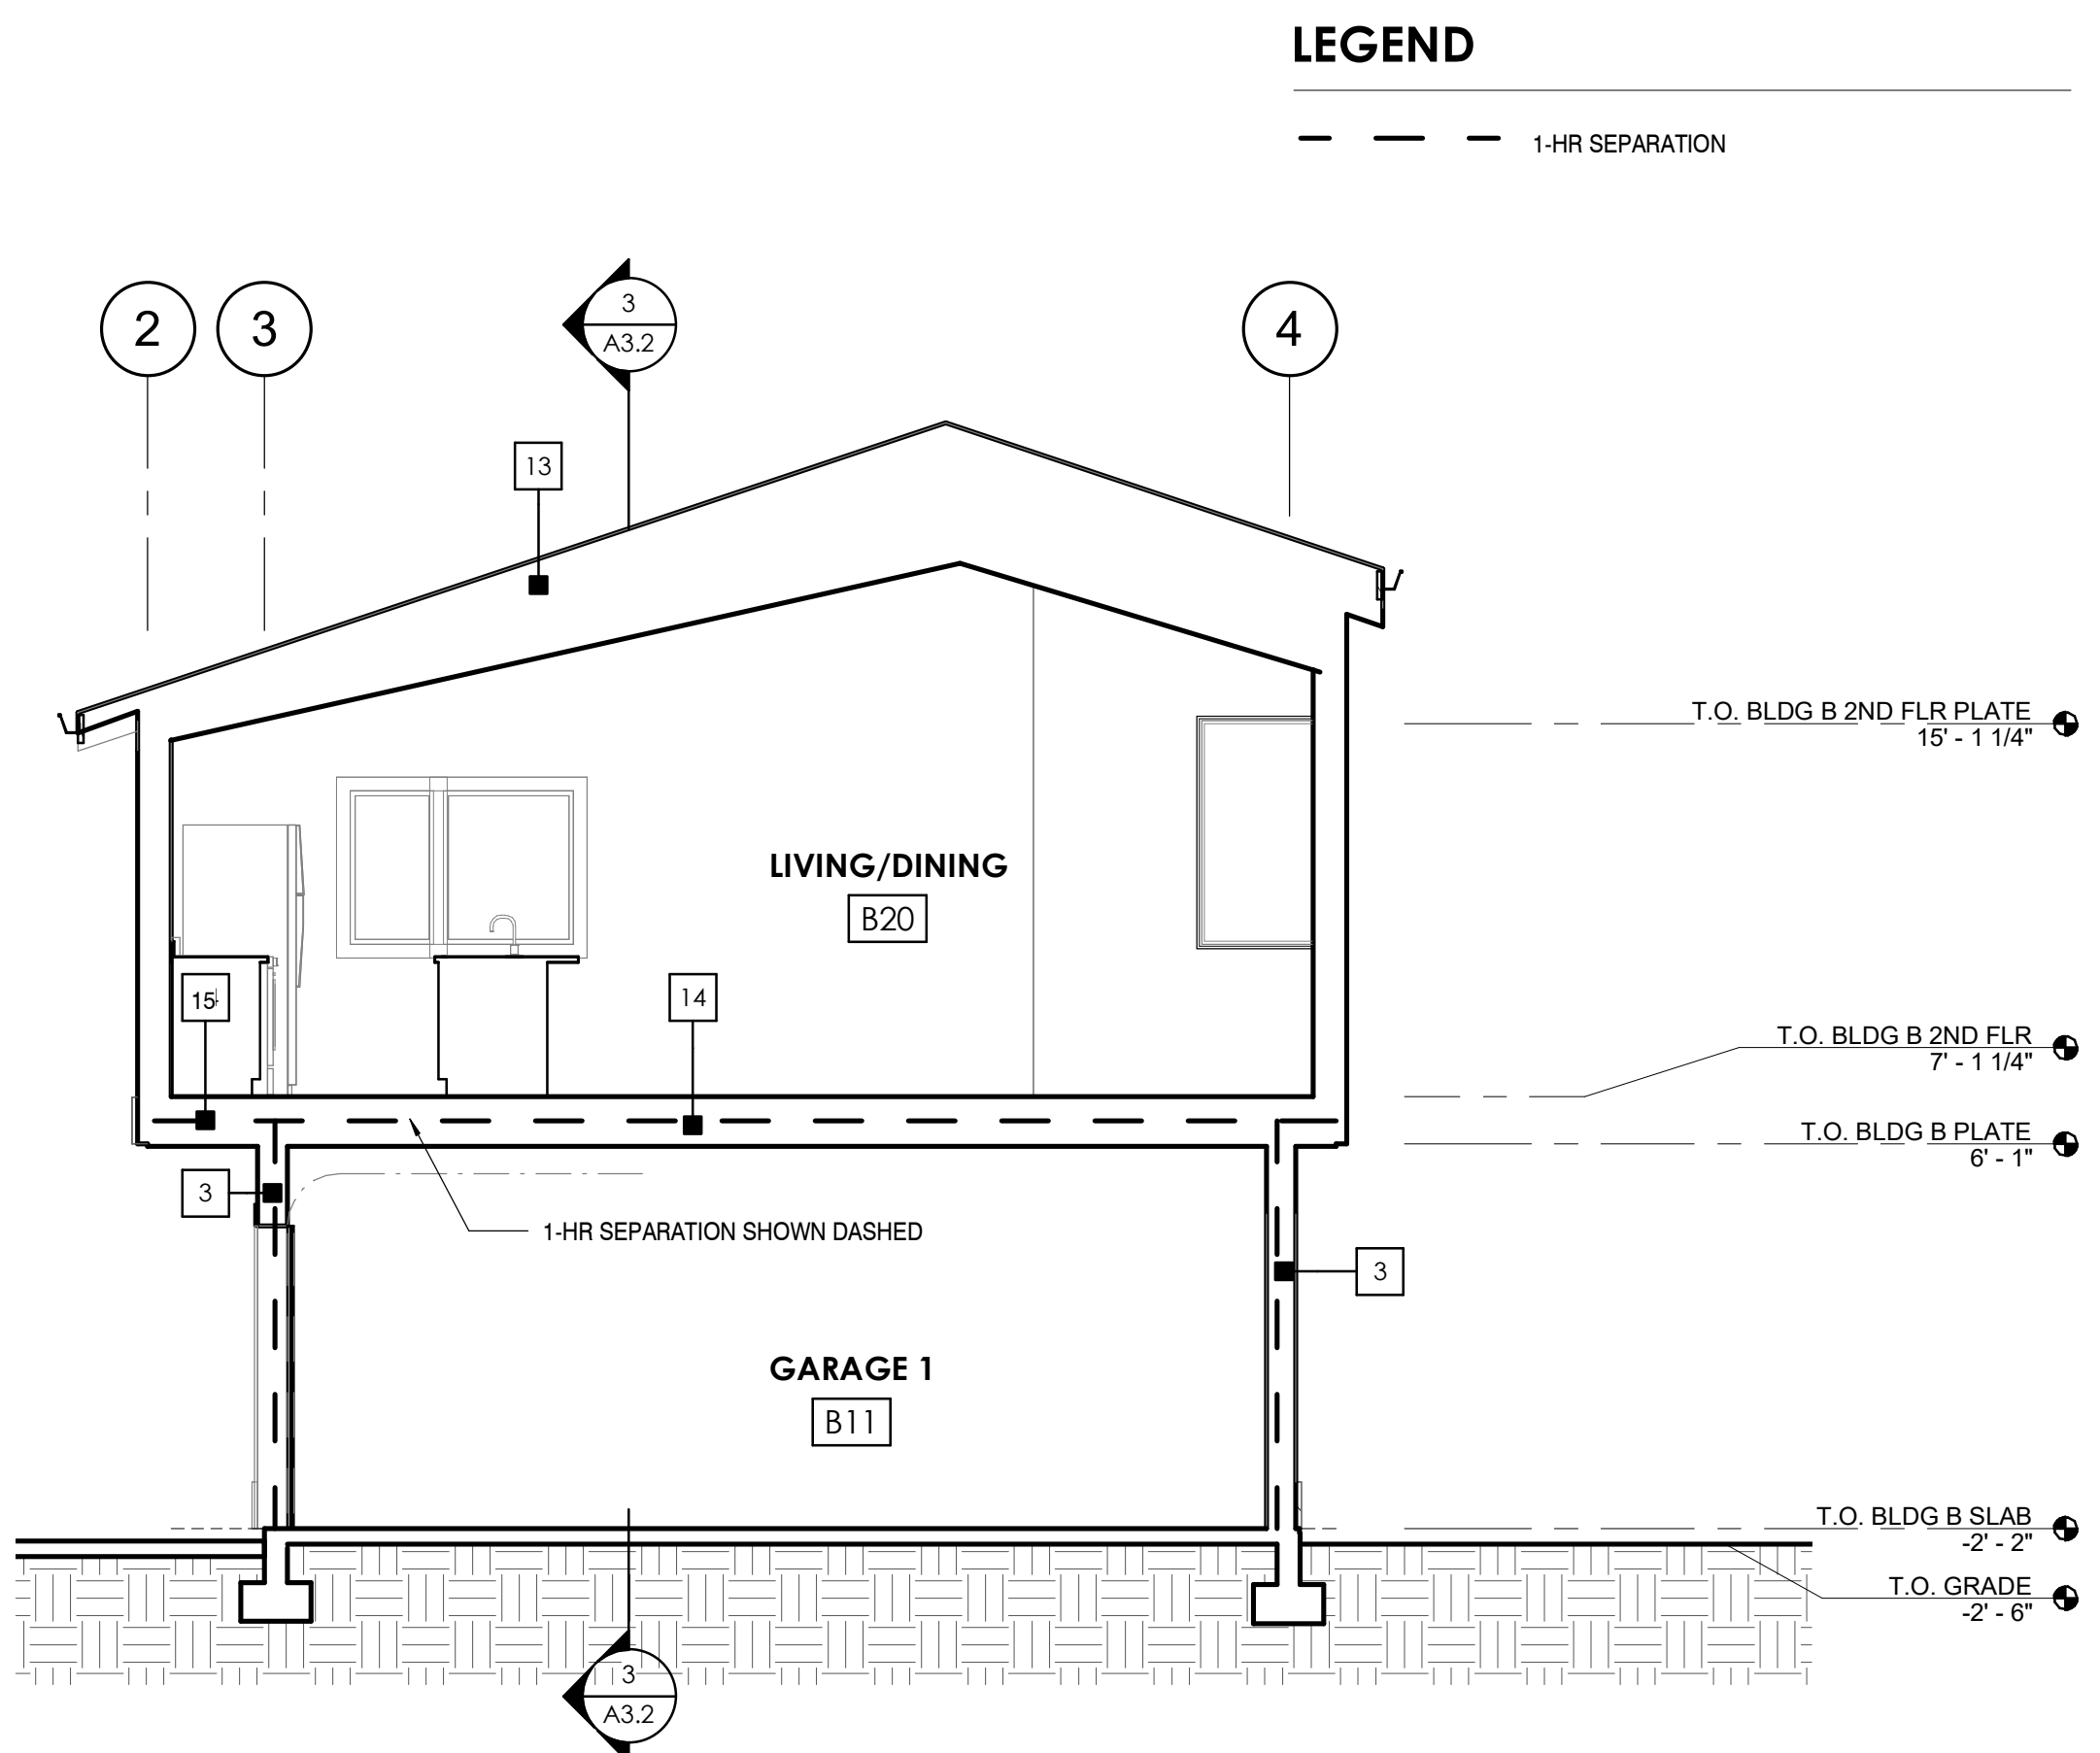 LEGEND
1-HR SEPARATION
2
3
3
A3.2
4
13
T.O. BLDG B 2ND FLR PLATE
15' - 1 1/4"
LIVING/DINING
B20
15
14
T.O. BLDG B 2ND FLR
7' - 1 1/4"
T.O. BLDG B PLATE
6' - 1"
3
1-HR SEPARATION SHOWN DASHED
3
GARAGE 1
B11
T.O. BLDG B SLAB
-2' - 2"
T.O. GRADE
-2' - 6"
3
A3.2